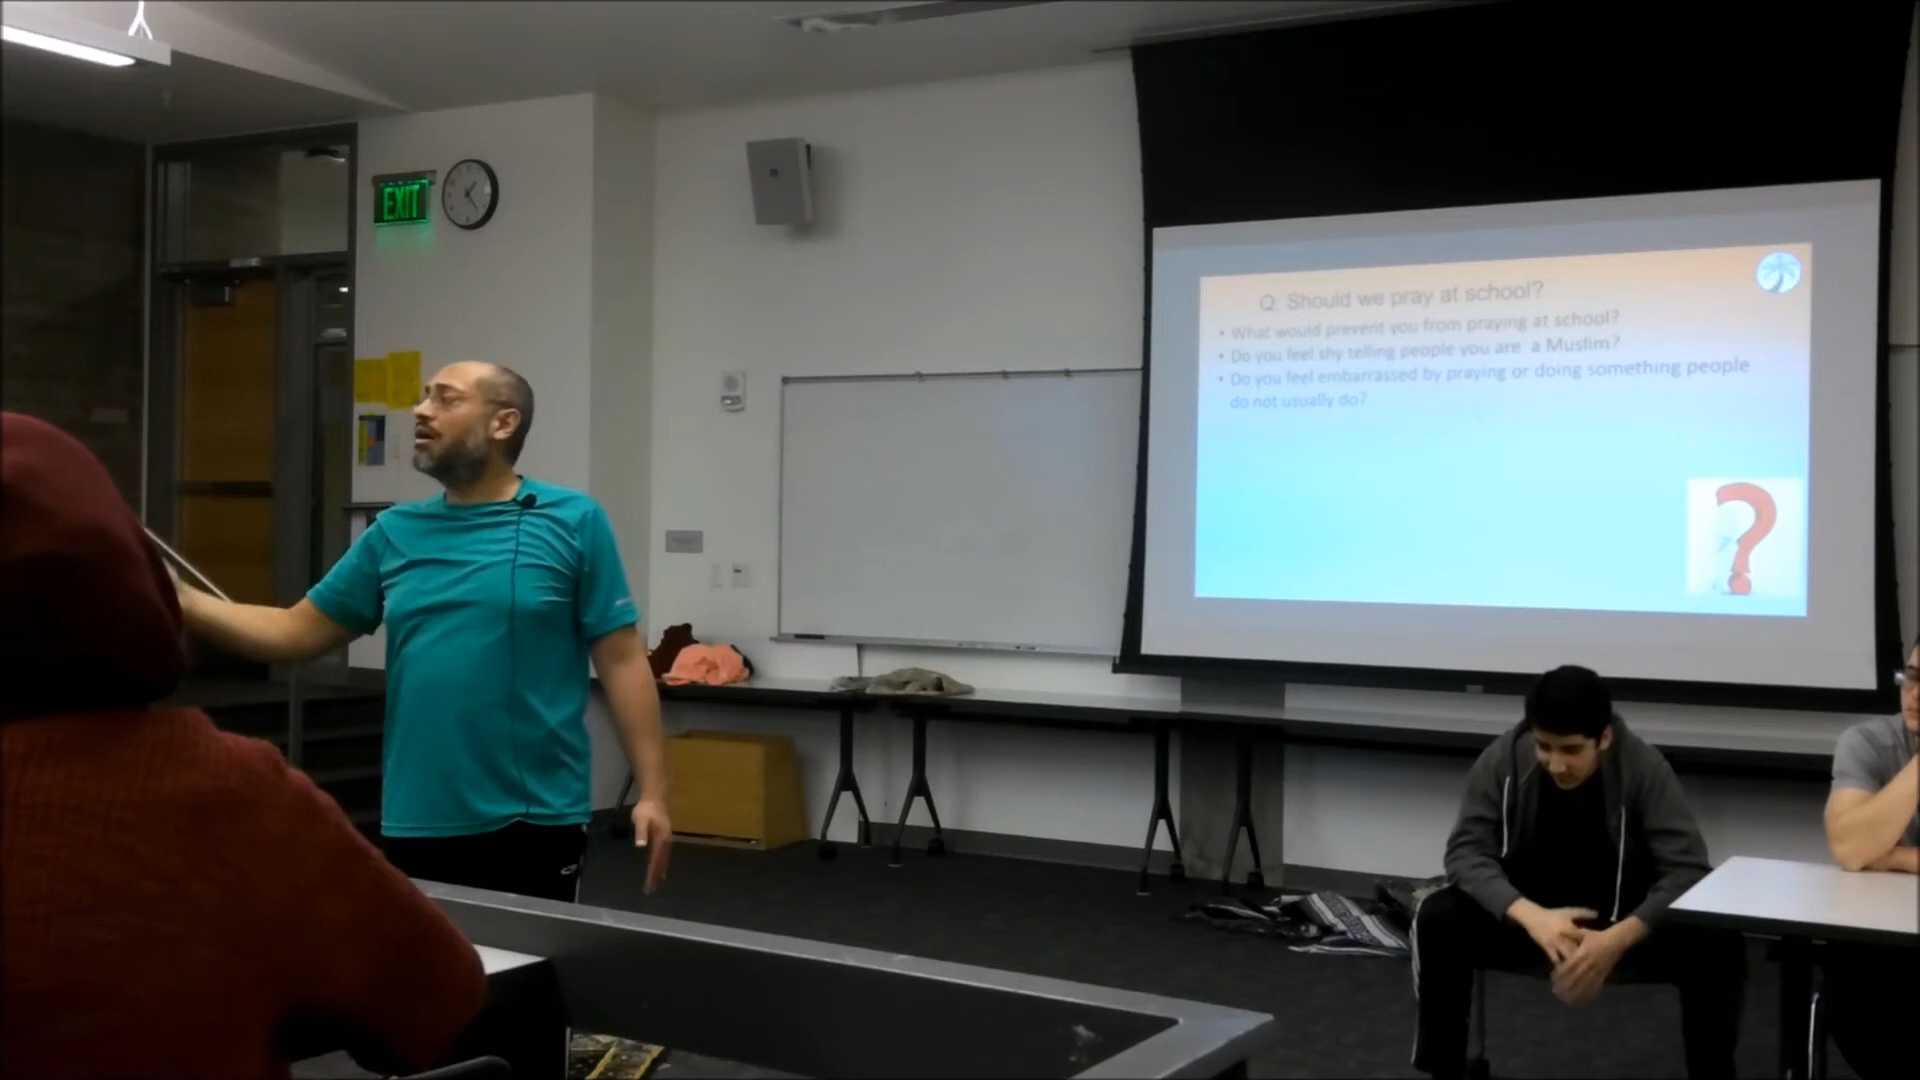 EXIT
Q. Should we pray at school?
• What would prevent you from praying at school?
• Do you feel shy telling people you are a Muslim?
• Do you feel embarrassed by praying or doing something people
do not usually do?